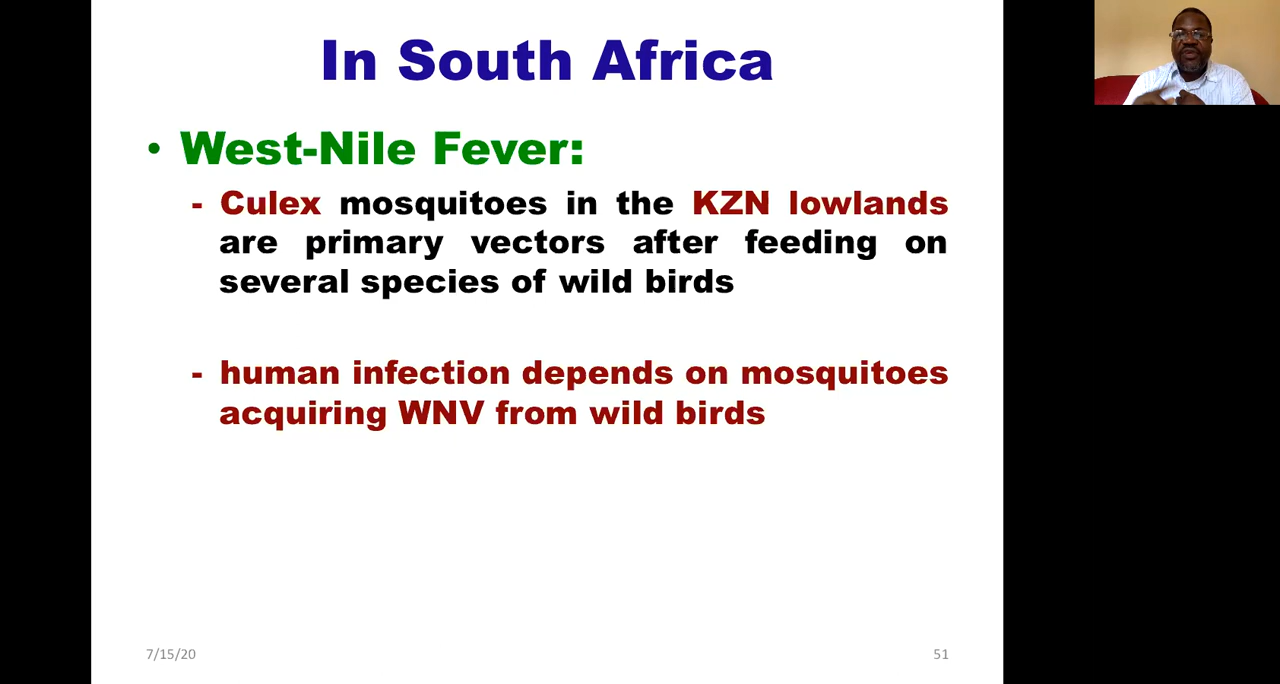 In South Africa
• West-Nile Fever:
- Culex mosquitoes in the KZN lowlands
are primary vectors after feeding on
several species of wild birds
- human infection depends on mosquitoes
acquiring WNV from wild birds
7/15/20
51